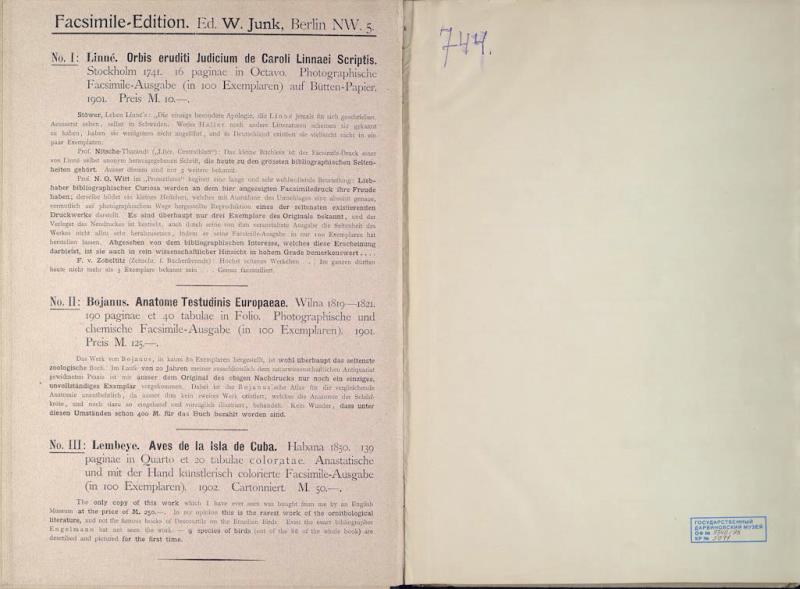 Facsimile-Edition. Ed. W. Junk, Berlin NW. 5.
No. I: Linné. Orbis eruditi Judicium de Caroli Linnaei Scriptis.
Stockholm 1741. 16 paginae in Octavo. Photographische
Facsimile-Ausgabe (in 100 Exemplaren) auf Bütten-Papier.
1901. Preis M. 10.—.
Stöwer, Leben Linné's: „Die einzige besondere Apologie, die Linné jemals für sich geschrieben.
Aeusserst selten, selbst in Schweden. Weder Haller noch andere Litteraturen scheinen sie gekannt
zu haben, haben sie wenigstens nicht angeführt, und in Deutschland existiert sie vielleicht nicht in ein
paar Exemplaren.
Prof. Nitsche-Tharandt („Litter. Centralblatt"): Das kleine Büchlein ist der Facsimile-Druck einer
von Linné selbst anonym herausgegebenen Schrift, die heute zu den grössten bibliographischen Selten-
heiten gehört. Ausser diesem sind nur 3 weitere bekannt.
Prof. N. O. Witt im „Prometheus" beginnt eine lange und sehr wohlwollende Beurteilung: Lieb-
haber bibliographischer Curiosa werden an dem hier angezeigten Facsimiledruck ihre Freude
haben; derselbe bildet ein kleines Heftchen, welches mit Ausnahme des Umschlages eine absolut genaue,
vermutlich auf photographischem Wege hergestellte Reproduktion eines der seltensten existierenden
Druckwerke darstellt. Es sind überhaupt nur drei Exemplare des Originals bekannt, und der
Verleger des Neudruckes ist bestrebt, auch durch seine von ihm veranstaltete Ausgabe die Seltenheit des
Werkes nicht allzu sehr herabzusetzen, indem er seine Facsimile-Ausgabe in nur 100 Exemplaren hat
herstellen lassen. Abgesehen von dem bibliographischen Interesse, welches diese Erscheinung
darbietet, ist sie auch in rein wissenschaftlicher Hinsicht in hohem Grade bemerkenswert . . . .
F. v. Zobeltitz (Zeitschr. f. Bücherfreunde): Höchst seltenes Werkchen . . Im ganzen dürften
heute nicht mehr als 3 Exemplare bekannt sein . . . Genau facsimiliert.
No. II: Bojanus. Anatome Testudinis Europaeae. Wilna 1819—1821.
190 paginae et 40 tabulae in Folio. Photographische und
chemische Facsimile-Ausgabe (in 100 Exemplaren). 1901.
Preis M. 125.—.
Das Werk von Bojanus, in kaum 80 Exemplaren hergestellt, ist wohl überhaupt das seltenste
zoologische Buch. Im Laufe von 20 Jahren meiner ausschliesslich dem naturwissenschaftlichen Antiquariat
gewidmeten Praxis ist mir ausser dem Original des obigen Nachdrucks nur noch ein einziges,
unvollständiges Exemplar vorgekommen. Dabei ist der Bojanus'sche Atlas für die vergleichende
Anatomie unentbehrlich, da ausser ihm kein zweites Werk existiert, welches die Anatomie der Schild-
kröte, und noch dazu so eingehend und vorzüglich illustriert, behandelt. Kein Wunder, dass unter
diesen Umständen schon 400 M. für das Buch bezahlt worden sind.
No. III: Lembeye. Aves de la Isla de Cuba. Habana 1850. 139
paginae in Quarto et 20 tabulae coloratae. Anastatische
und mit der Hand künstlerisch colorierte Facsimile-Ausgabe
(in 100 Exemplaren). 1902. Cartonniert. M. 50.—.
The only copy of this work which I have ever seen was bought from me by an English
Museum at the price of M. 250.—. In my opinion this is the rarest work of the ornithological
literature, and not the famous books of Descourtilz on the Brazilian Birds. Even the exact bibliographer
Engelmann has not seen the work. — 9 species of birds (out of the 86 of the whole book) are
described and pictured for the first time.
744.
ГОСУДАРСТВЕННЫЙ
ДАРВИНОВСКИЙ МУЗЕЙ
ОФ №
КР №